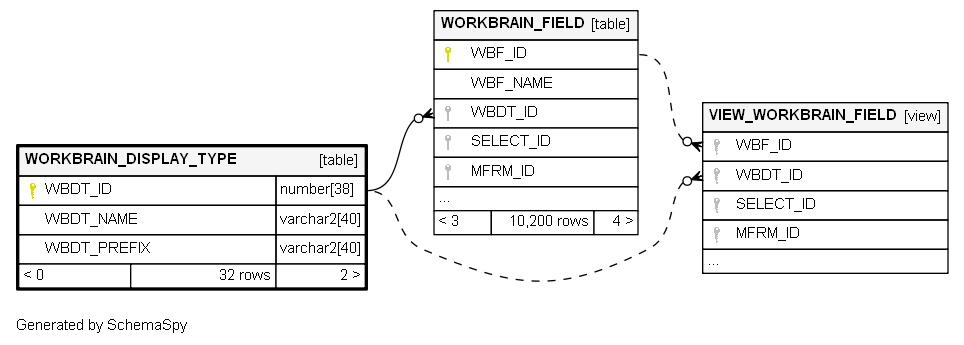 WORKBRAIN_FIELD [table]
WBF_ID
WBF_NAME
WBDT_ID
SELECT_ID
MFRM_ID
...
< 3 10,200 rows 4 >
VIEW_WORKBRAIN_FIELD [view]
WBF_ID
WBDT_ID
SELECT_ID
MFRM_ID
...
WORKBRAIN_DISPLAY_TYPE [table]
WBDT_ID number[38]
WBDT_NAME varchar2[40]
WBDT_PREFIX varchar2[40]
< 0 32 rows 2 >
Generated by SchemaSpy